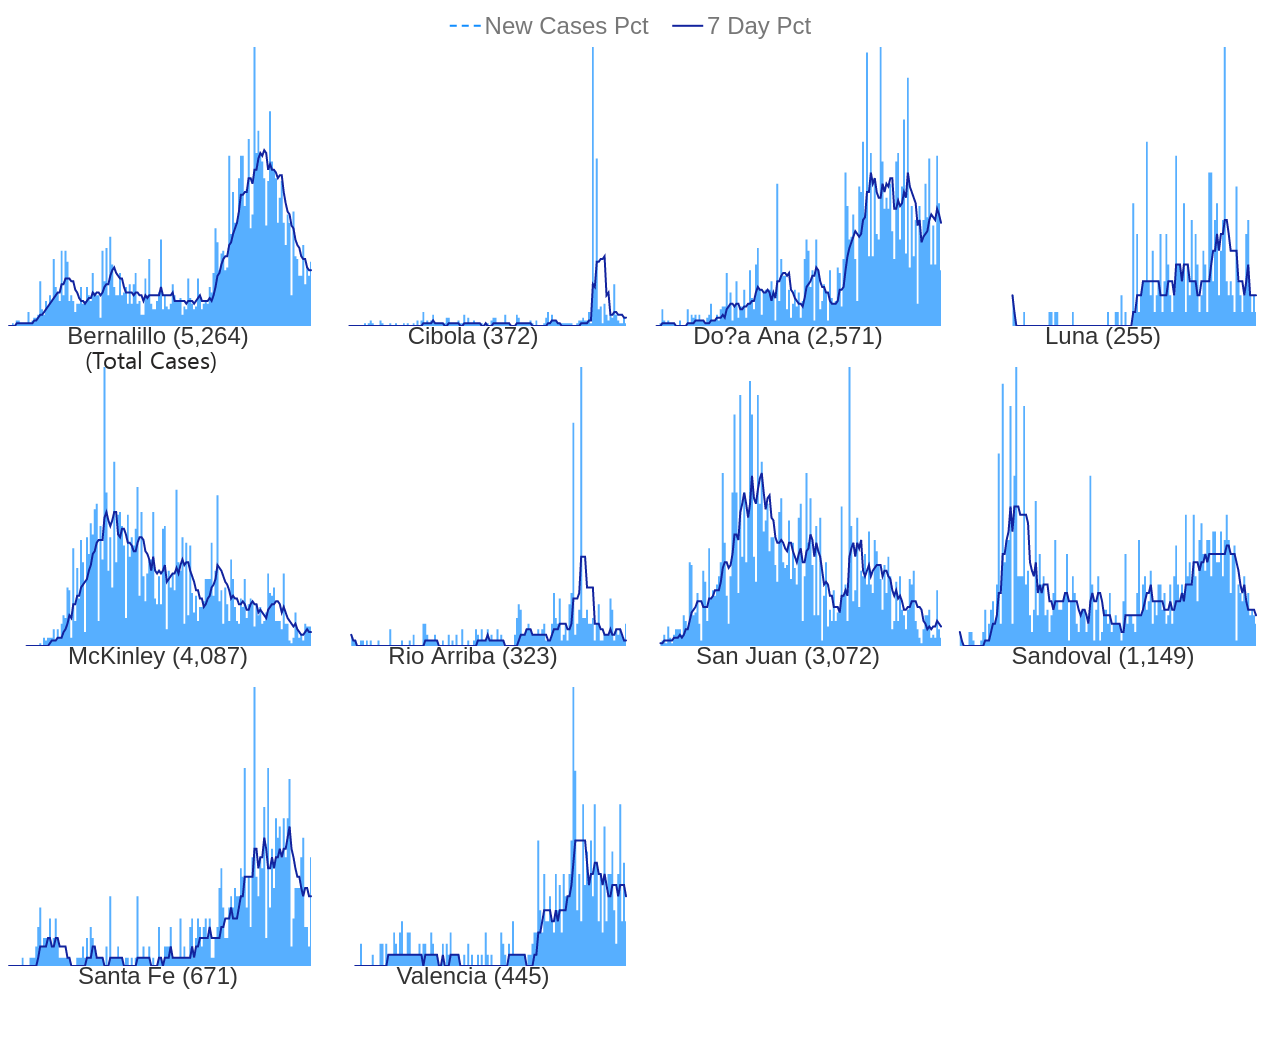 New Cases Pct 7 Day Pct
Bernalillo (5,264) Cibola (372) Do?a Ana (2,571) Luna (255)
(Total Cases)
McKinley (4,087) Rio Arriba (323) San Juan (3,072) Sandoval (1,149)
Santa Fe (671) Valencia (445)